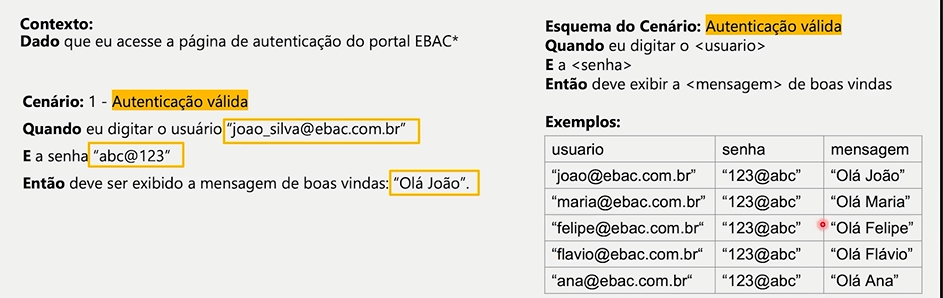 Contexto:
Dado que eu acesse a página de autenticação do portal EBAC*
Cenário: 1 - Autenticação válida
Quando eu digitar o usuário “joao_silva@ebac.com.br”
E a senha “abc@123”
Então deve ser exibido a mensagem de boas vindas: “Olá João”.
Esquema do Cenário: Autenticação válida
Quando eu digitar o <usuario>
E a <senha>
Então deve exibir a <mensagem> de boas vindas
Exemplos:
usuario senha mensagem
“joao@ebac.com.br“ “123@abc” “Olá João”
“maria@ebac.com.br“ “123@abc” “Olá Maria”
“felipe@ebac.com.br“ “123@abc” “Olá Felipe”
“flavio@ebac.com.br“ “123@abc” “Olá Flávio”
“ana@ebac.com.br“ “123@abc” “Olá Ana”